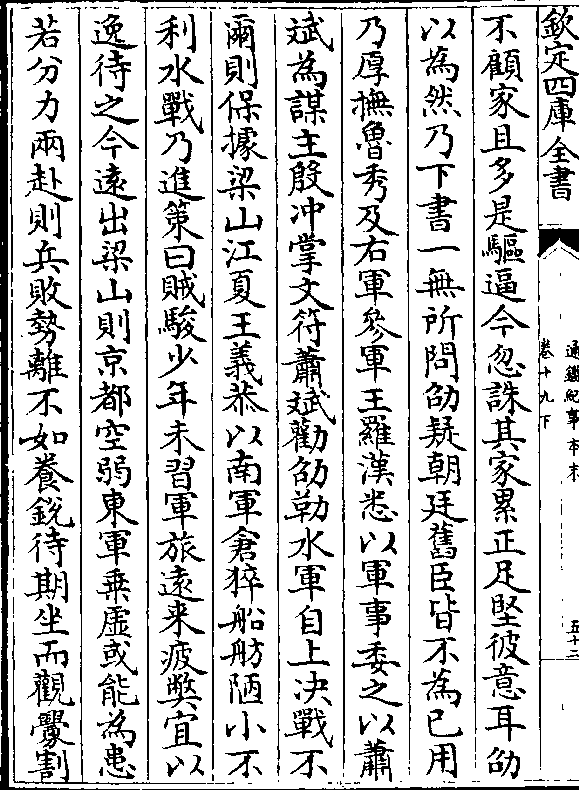 欽定四庫全書
通鑑紀事本末
卷十九下
五十二
不顧家且多是驅逼今忽誅其家累正足堅彼意耳劭
以為然乃下書一無所問劭疑朝廷舊臣皆不為已用
乃厚撫魯秀及右軍參軍王羅漢悉以軍事委之以蕭
斌為謀主殷沖掌文符蕭斌勸劭勒水軍自上决戰不
爾則保據梁山江夏王義恭以南軍倉猝船舫陋小不
利水戰乃進策曰賊駿少年未習軍旅遠来疲弊宜以
逸待之今遠出梁山則京都空弱東軍乘虛或能為患
若分力兩赴則兵散勢離不如養鋭待期坐而觀釁割